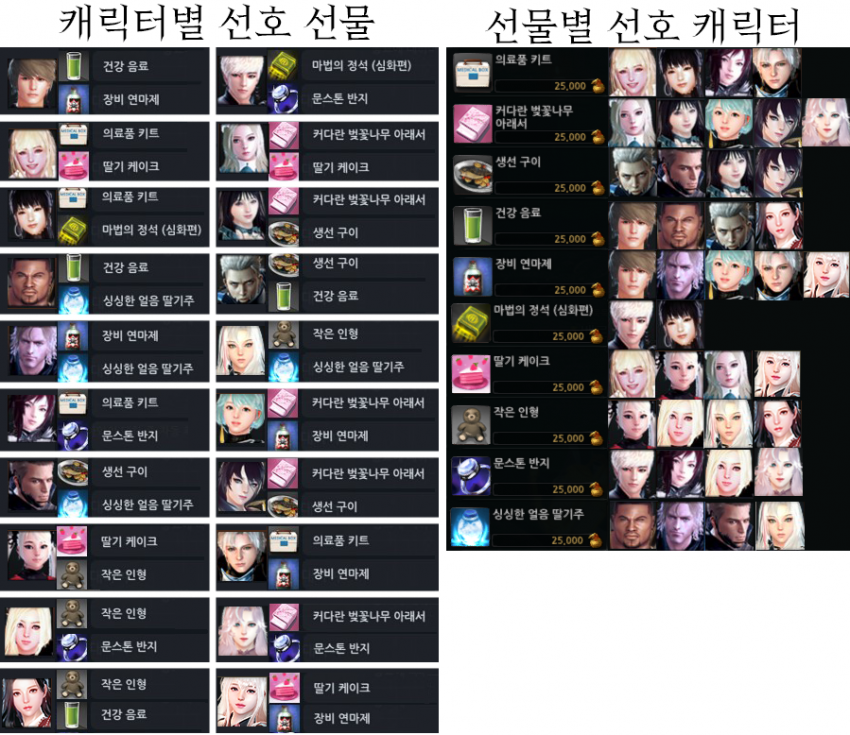 캐릭터별 선호 선물
건강 음료
장비 연마제
의료품 키트
딸기 케이크
의료품 키트
마법의 정석 (심화편)
건강 음료
싱싱한 얼음 딸기주
장비 연마제
싱싱한 얼음 딸기주
의료품 키트
문스톤 반지
생선 구이
싱싱한 얼음 딸기주
딸기 케이크
작은 인형
작은 인형
문스톤 반지
작은 인형
건강 음료
마법의 정석 (심화편)
문스톤 반지
커다란 벚꽃나무 아래서
딸기 케이크
커다란 벚꽃나무 아래서
생선 구이
생선 구이
건강 음료
작은 인형
싱싱한 얼음 딸기주
커다란 벚꽃나무 아래서
장비 연마제
커다란 벚꽃나무 아래서
생선 구이
의료품 키트
장비 연마제
커다란 벚꽃나무 아래서
문스톤 반지
딸기 케이크
장비 연마제
선물별 선호 캐릭터
MEDICAL BOX
의료품 키트
25,000
커다란 벚꽃나무
아래서
25,000
생선 구이
25,000
건강 음료
25,000
장비 연마제
25,000
마법의 정석 (심화편)
25,000
딸기 케이크
25,000
작은 인형
25,000
문스톤 반지
25,000
싱싱한 얼음 딸기주
25,000